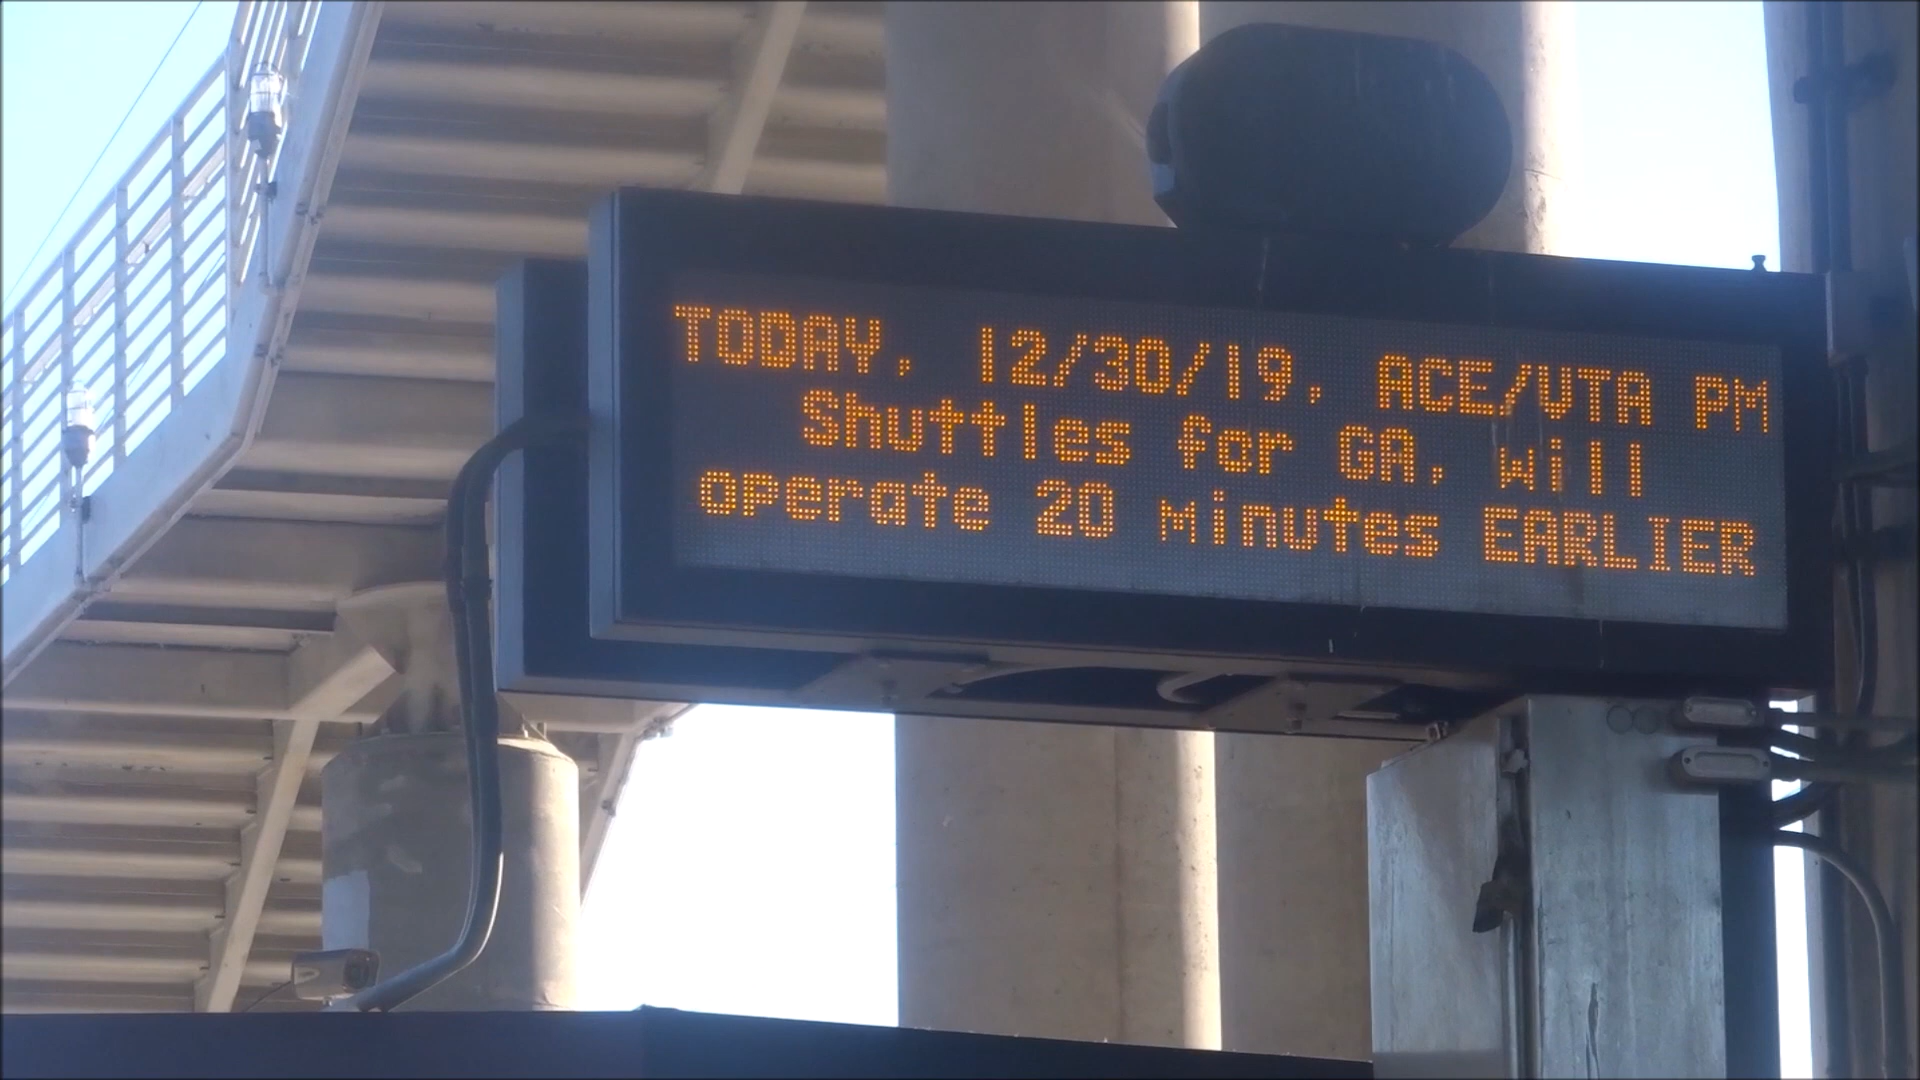 TODAY, 12/30/19, ACE/VTA PM
Shuttles for GA, will
operate 20 minutes EARLIER